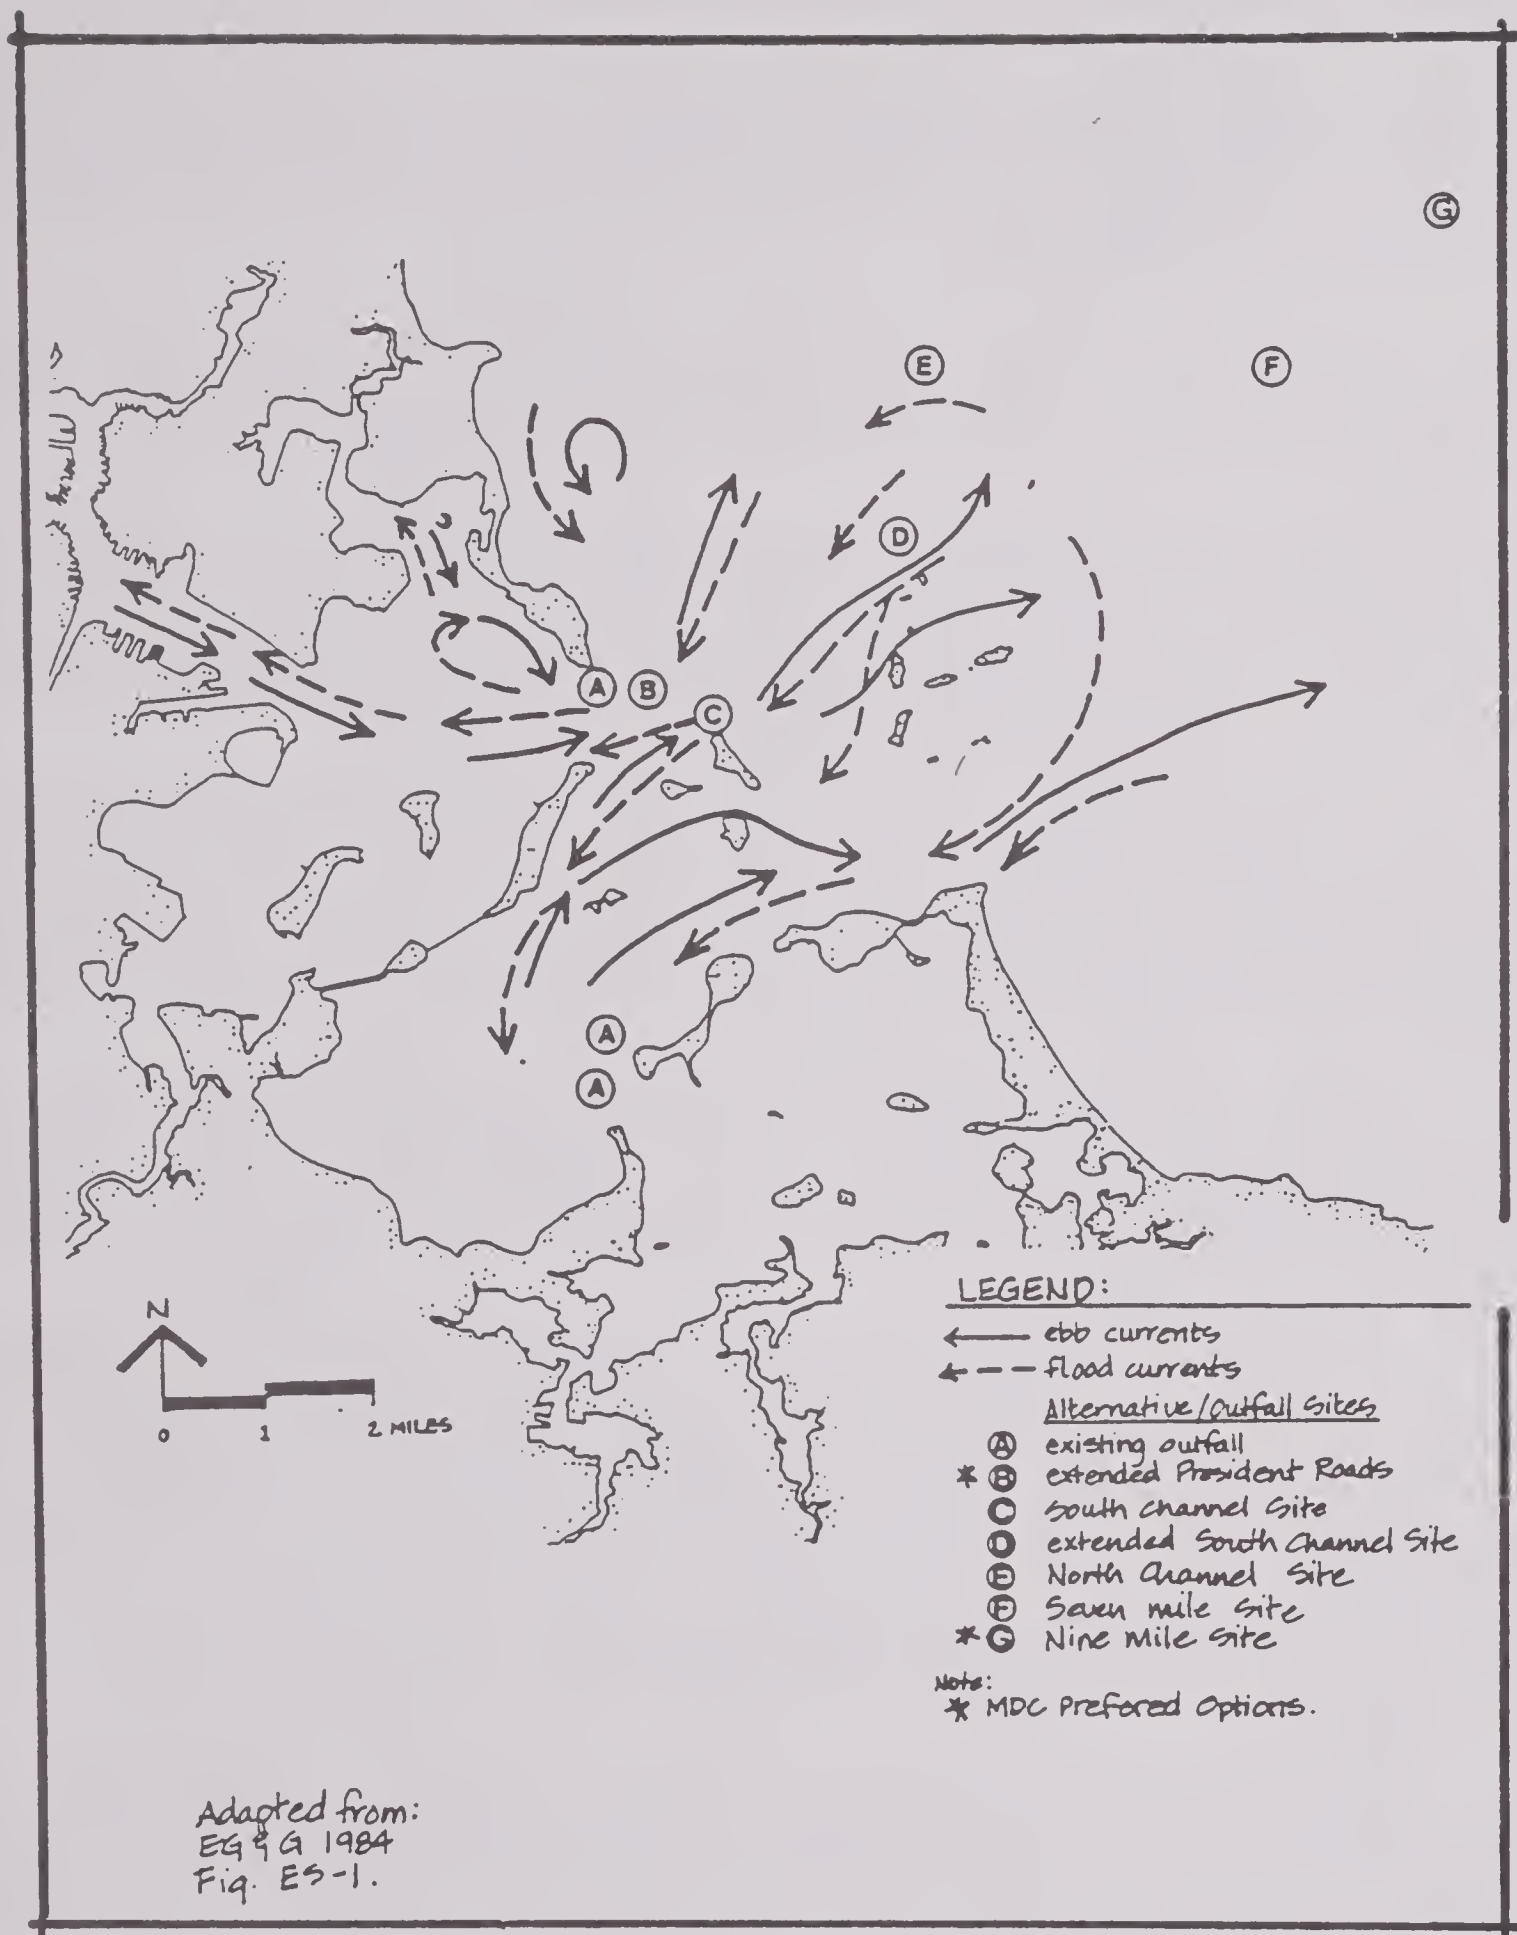 G
E
F
D
A
B
C
A
A
N
0 1 2 MILES
LEGEND:
ebb currents
flood currents
Alternative/Outfall Sites
A existing outfall
* B extended President Roads
C South Channel Site
D extended South Channel Site
E North Channel Site
F Seven mile Site
* G Nine Mile Site
Note:
* MDC Prefered Options.
Adapted from:
EG & G 1984
Fig. ES-1.